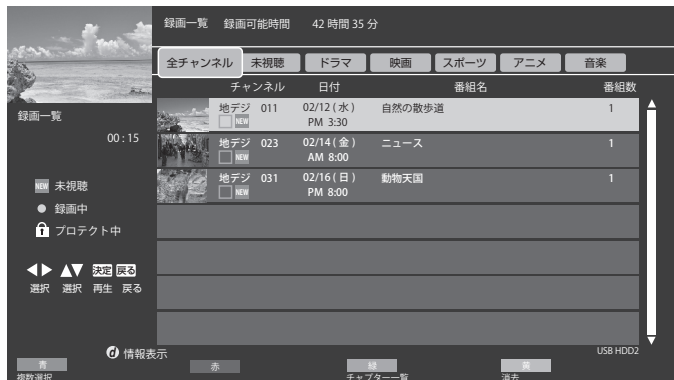 録画一覧 録画可能時間 42 時間 35 分
全チャンネル 未視聴 ドラマ 映画 スポーツ アニメ 音楽
チャンネル 日付 番組名 番組数
地デジ 011 02/12 ( 水 ) 自然の散歩道 1
NEW PM 3:30
地デジ 023 02/14 ( 金 ) ニュース 1
NEW AM 8:00
地デジ 031 02/16 ( 日 ) 動物天国 1
NEW PM 8:00
録画一覧
00 : 15
NEW 未視聴
録画中
プロテクト中
決定 戻る
選択 選択 再生 戻る
d 情報表示
USB HDD2
青 赤 緑 黄
複数選択 チャプター一覧 消去